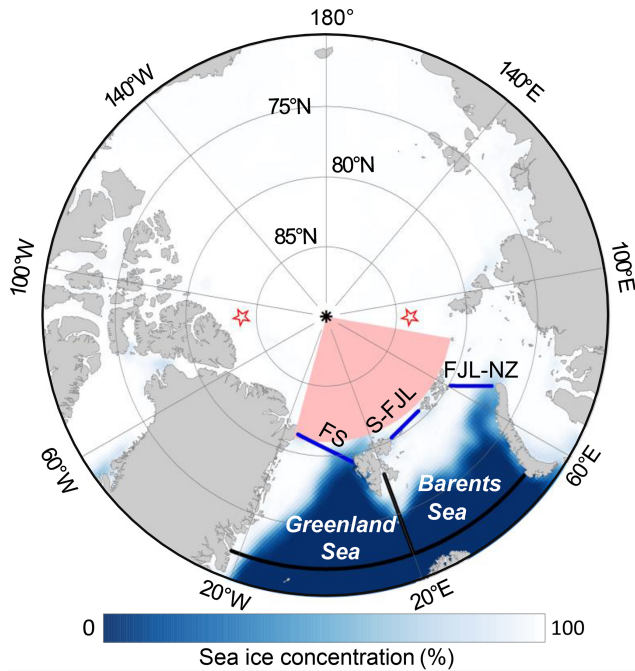 180°
140°W
140°E
75°N
80°N
85°N
100°W
100°E
FJL-NZ
S-FJL
FS
60°W
60°E
Barents
Sea
Greenland
Sea
20°W
20°E
0
100
Sea ice concentration (%)